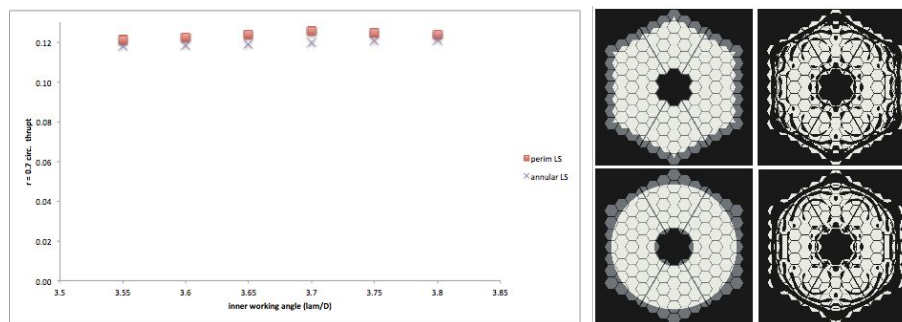 0.12
0.10
0.08
0.06
0.04
0.02
0.00
r = 0.7 circ. thrupt
3.5 3.55 3.6 3.65 3.7 3.75 3.8 3.85
inner working angle (lam/D)
perim LS
annular LS